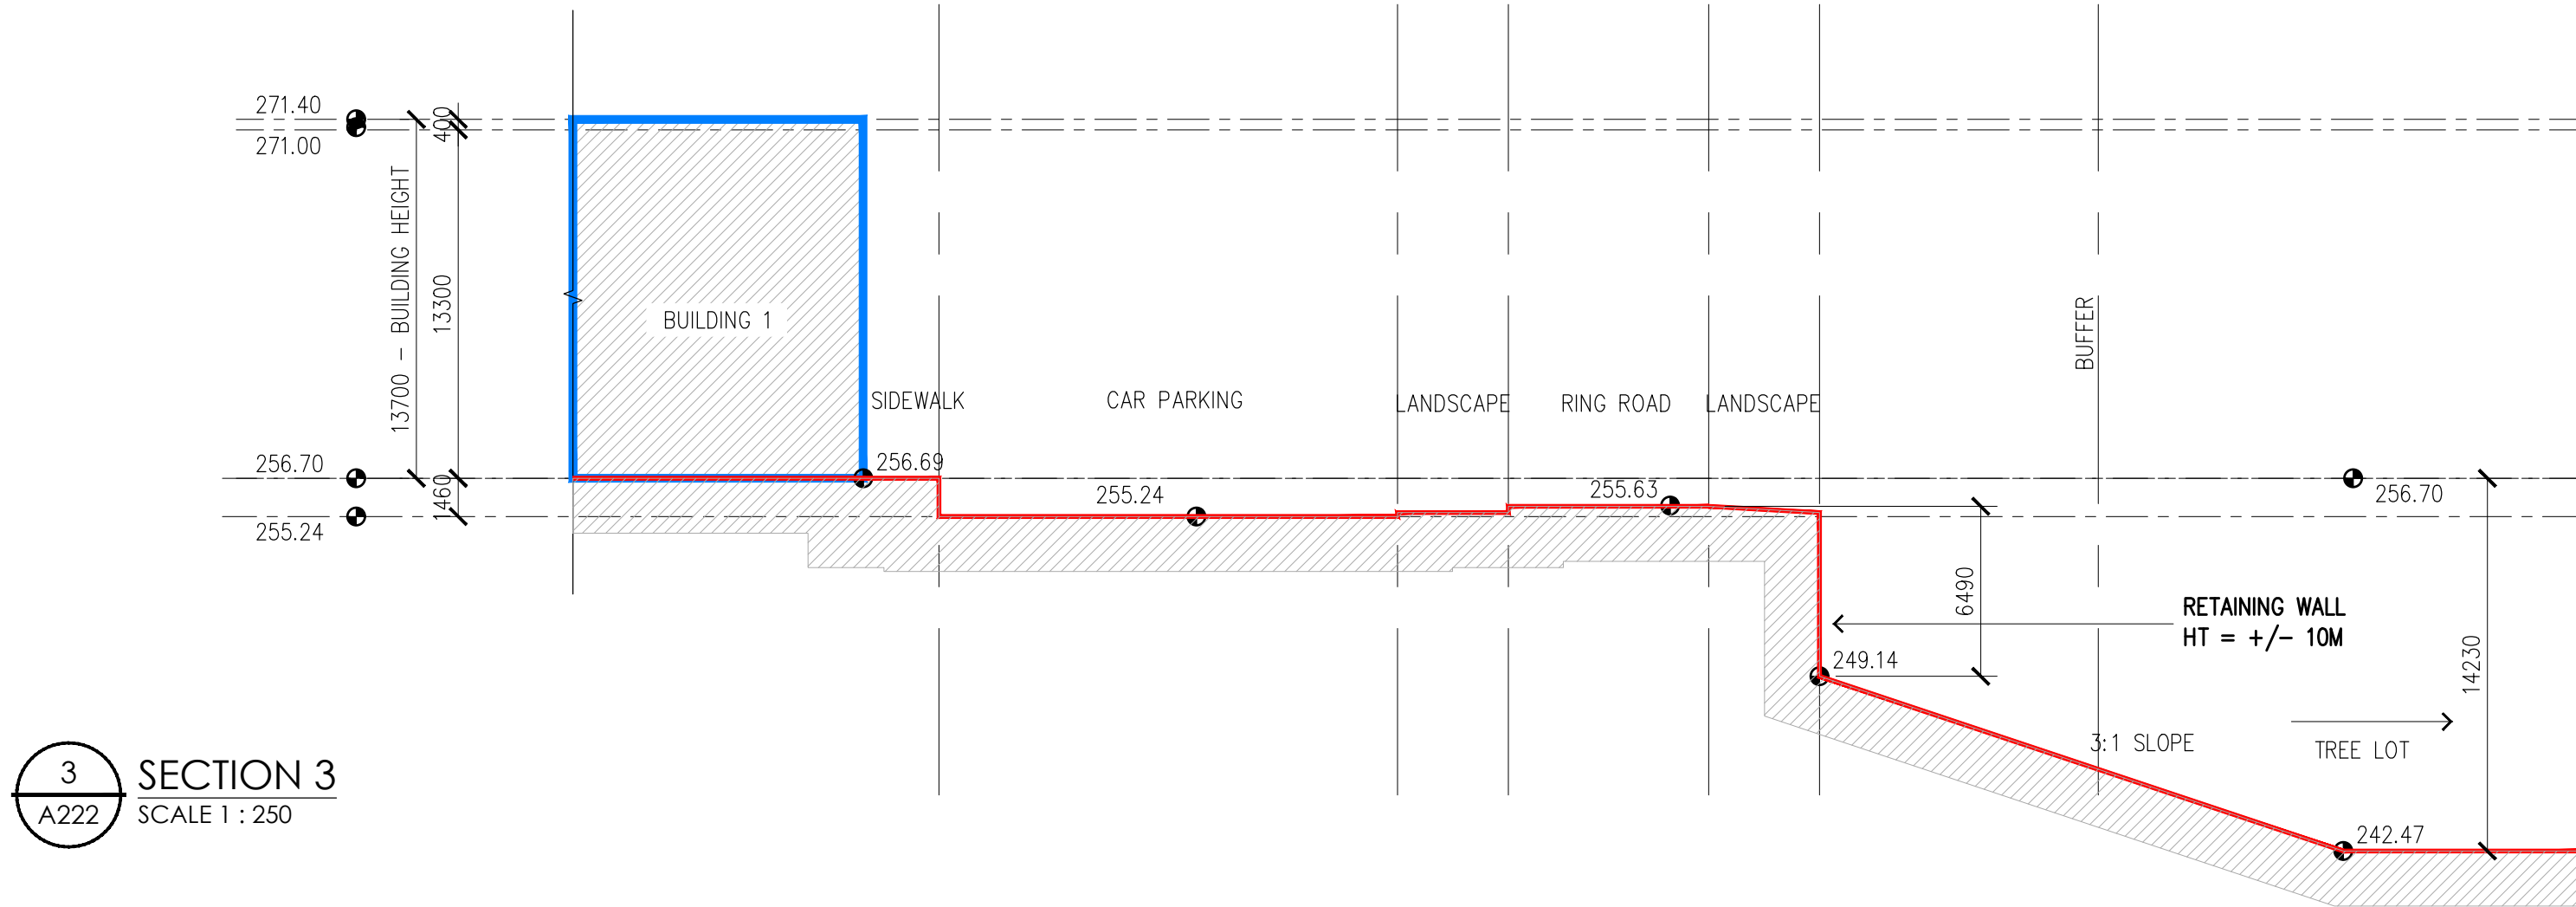 271.40
271.00
400
13700 - BUILDING HEIGHT
13300
BUILDING 1
BUFFER
SIDEWALK
CAR PARKING
LANDSCAPE
RING ROAD
LANDSCAPE
256.70
256.69
1460
255.24
255.24
255.63
256.70
6490
RETAINING WALL
HT = +/- 10M
249.14
14230
3:1 SLOPE
TREE LOT
242.47
3
A222
SECTION 3
SCALE 1 : 250